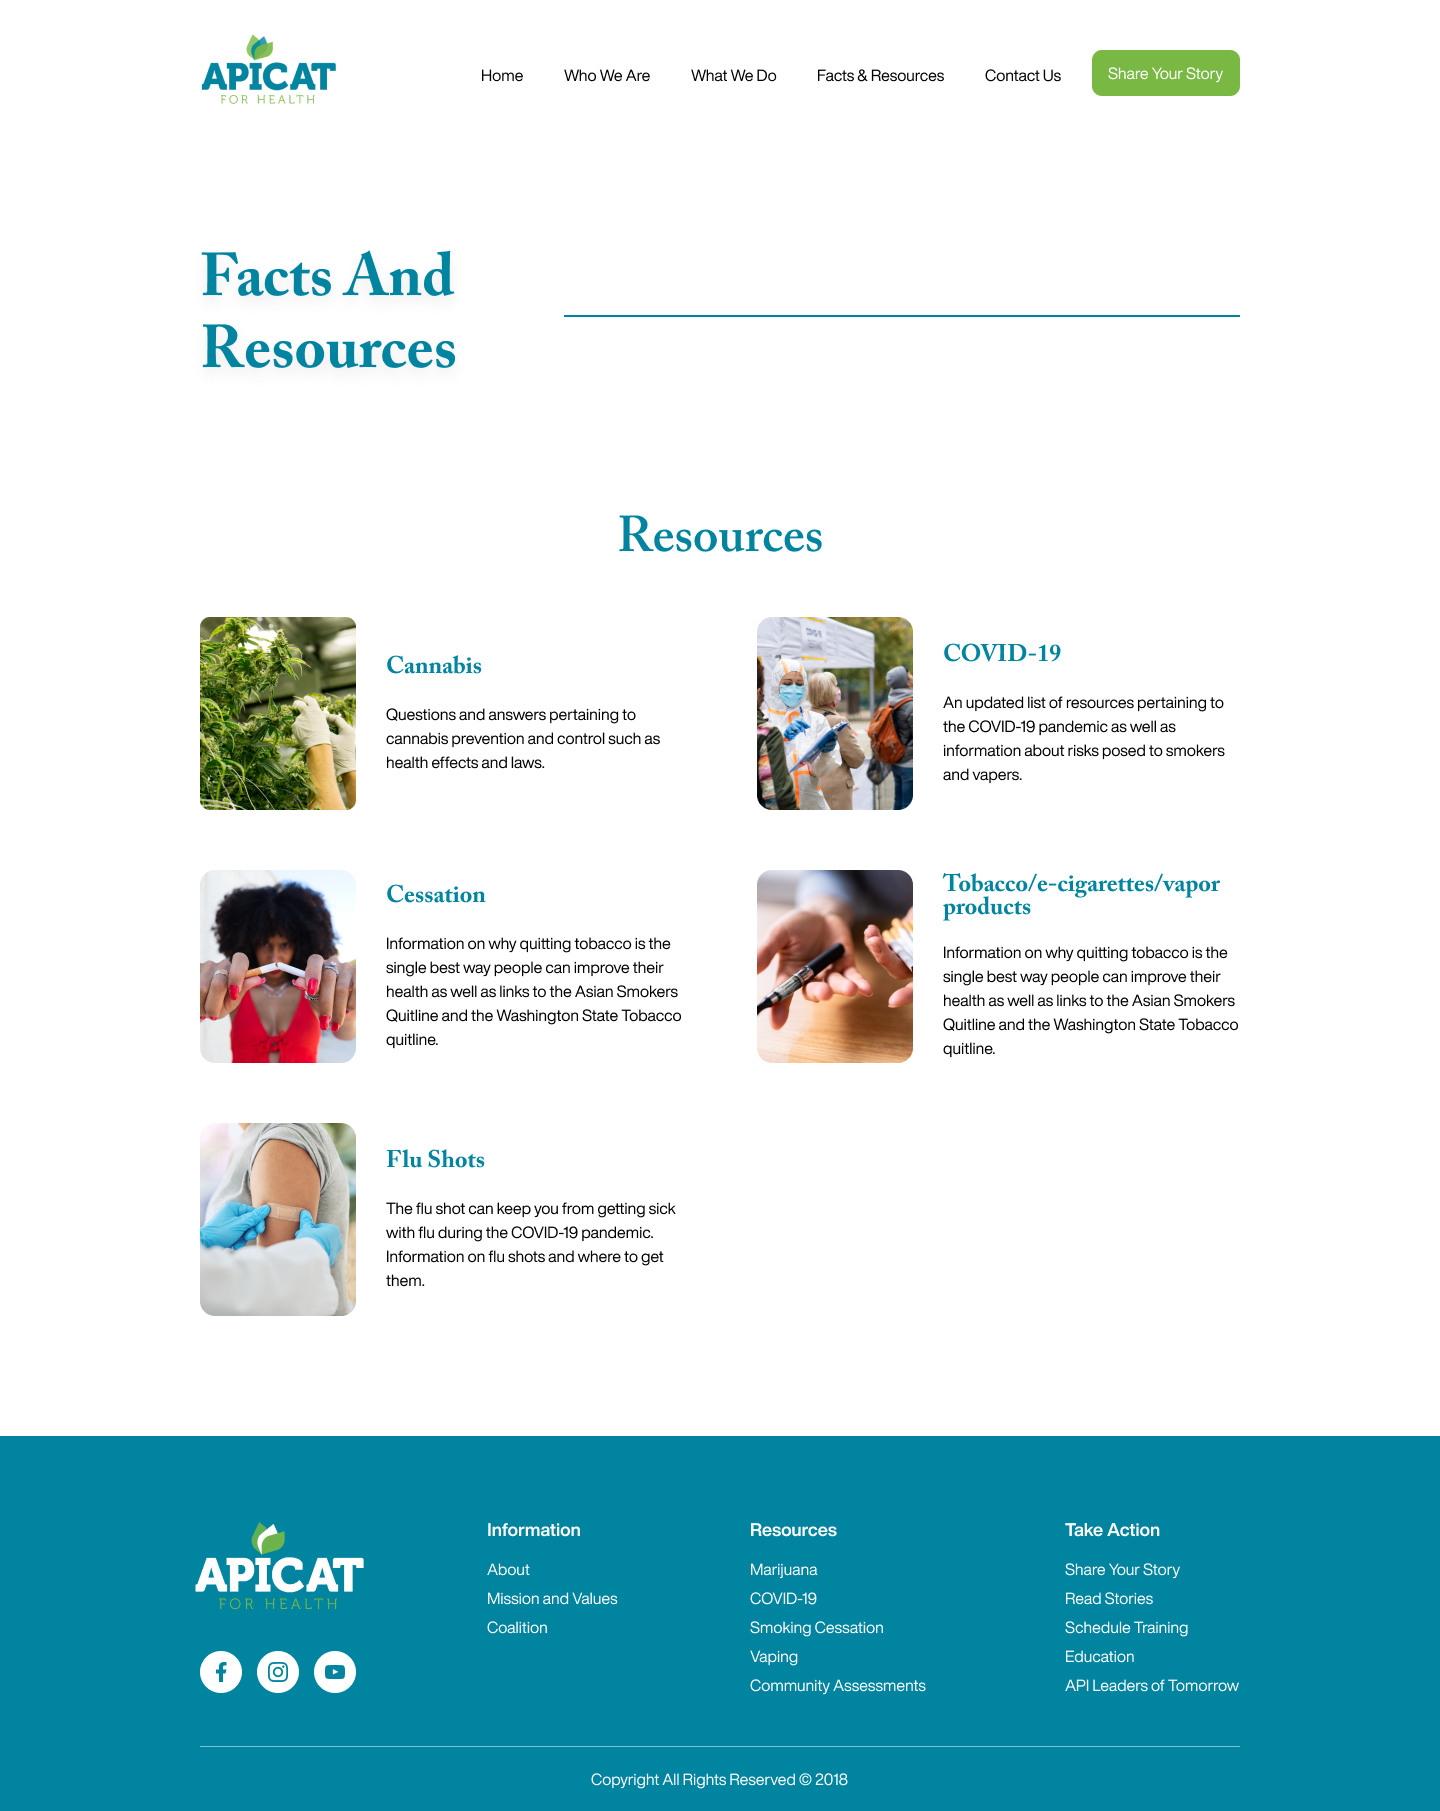 APICAT
FOR HEALTH
Home
Who We Are
What We Do
Facts & Resources
Contact Us
Share Your Story
Facts And
Resources
Resources
Cannabis
Questions and answers pertaining to
cannabis prevention and control such as
health effects and laws.
COVID-19
An updated list of resources pertaining to
the COVID-19 pandemic as well as
information about risks posed to smokers
and vapers.
Cessation
Information on why quitting tobacco is the
single best way people can improve their
health as well as links to the Asian Smokers
Quitline and the Washington State Tobacco
quitline.
Tobacco/e-cigarettes/vapor
products
Information on why quitting tobacco is the
single best way people can improve their
health as well as links to the Asian Smokers
Quitline and the Washington State Tobacco
quitline.
Flu Shots
The flu shot can keep you from getting sick
with flu during the COVID-19 pandemic.
Information on flu shots and where to get
them.
APICAT
FOR HEALTH
Information
About
Mission and Values
Coalition
Resources
Marijuana
COVID-19
Smoking Cessation
Vaping
Community Assessments
Take Action
Share Your Story
Read Stories
Schedule Training
Education
API Leaders of Tomorrow
Copyright All Rights Reserved © 2018